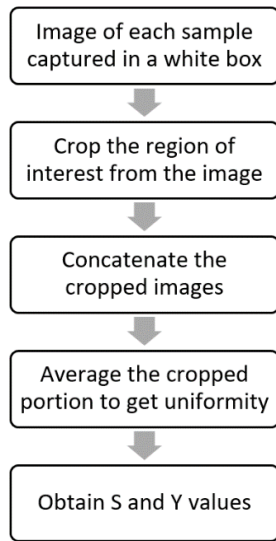 Image of each sample
captured in a white box
Crop the region of
interest from the image
Concatenate the
cropped images
Average the cropped
portion to get uniformity
Obtain S and Y values